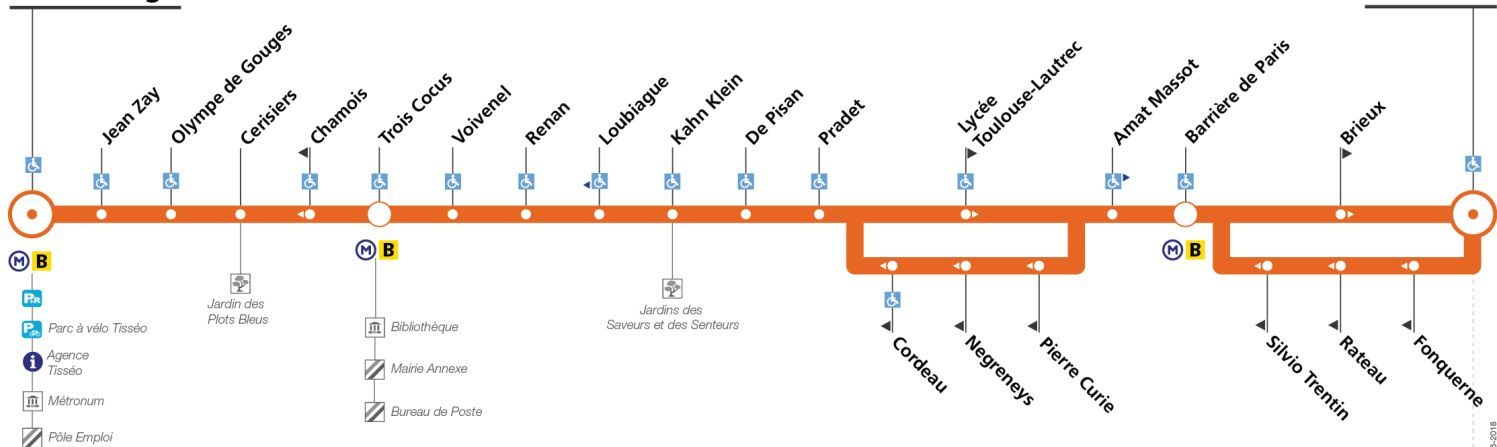 Jean Zay
Olympe de Gouges
Cerisiers
Chamois
Trois Cocus
Voivenel
Renan
Loubiague
Kahn Klein
De Pisan
Pradet
Lycée
Toulouse-Lautrec
Amat Massot
Barrière de Paris
Brieux
M B
M B
M B
P+R
Parc à vélo Tisséo
Agence
Tisséo
Métronum
Pôle Emploi
Jardin des
Plots Bleus
Bibliothèque
Mairie Annexe
Bureau de Poste
Jardins des
Saveurs et des Senteurs
Cordeau
Negreneys
Pierre Curie
Silvio Trentin
Rateau
Fonquerne